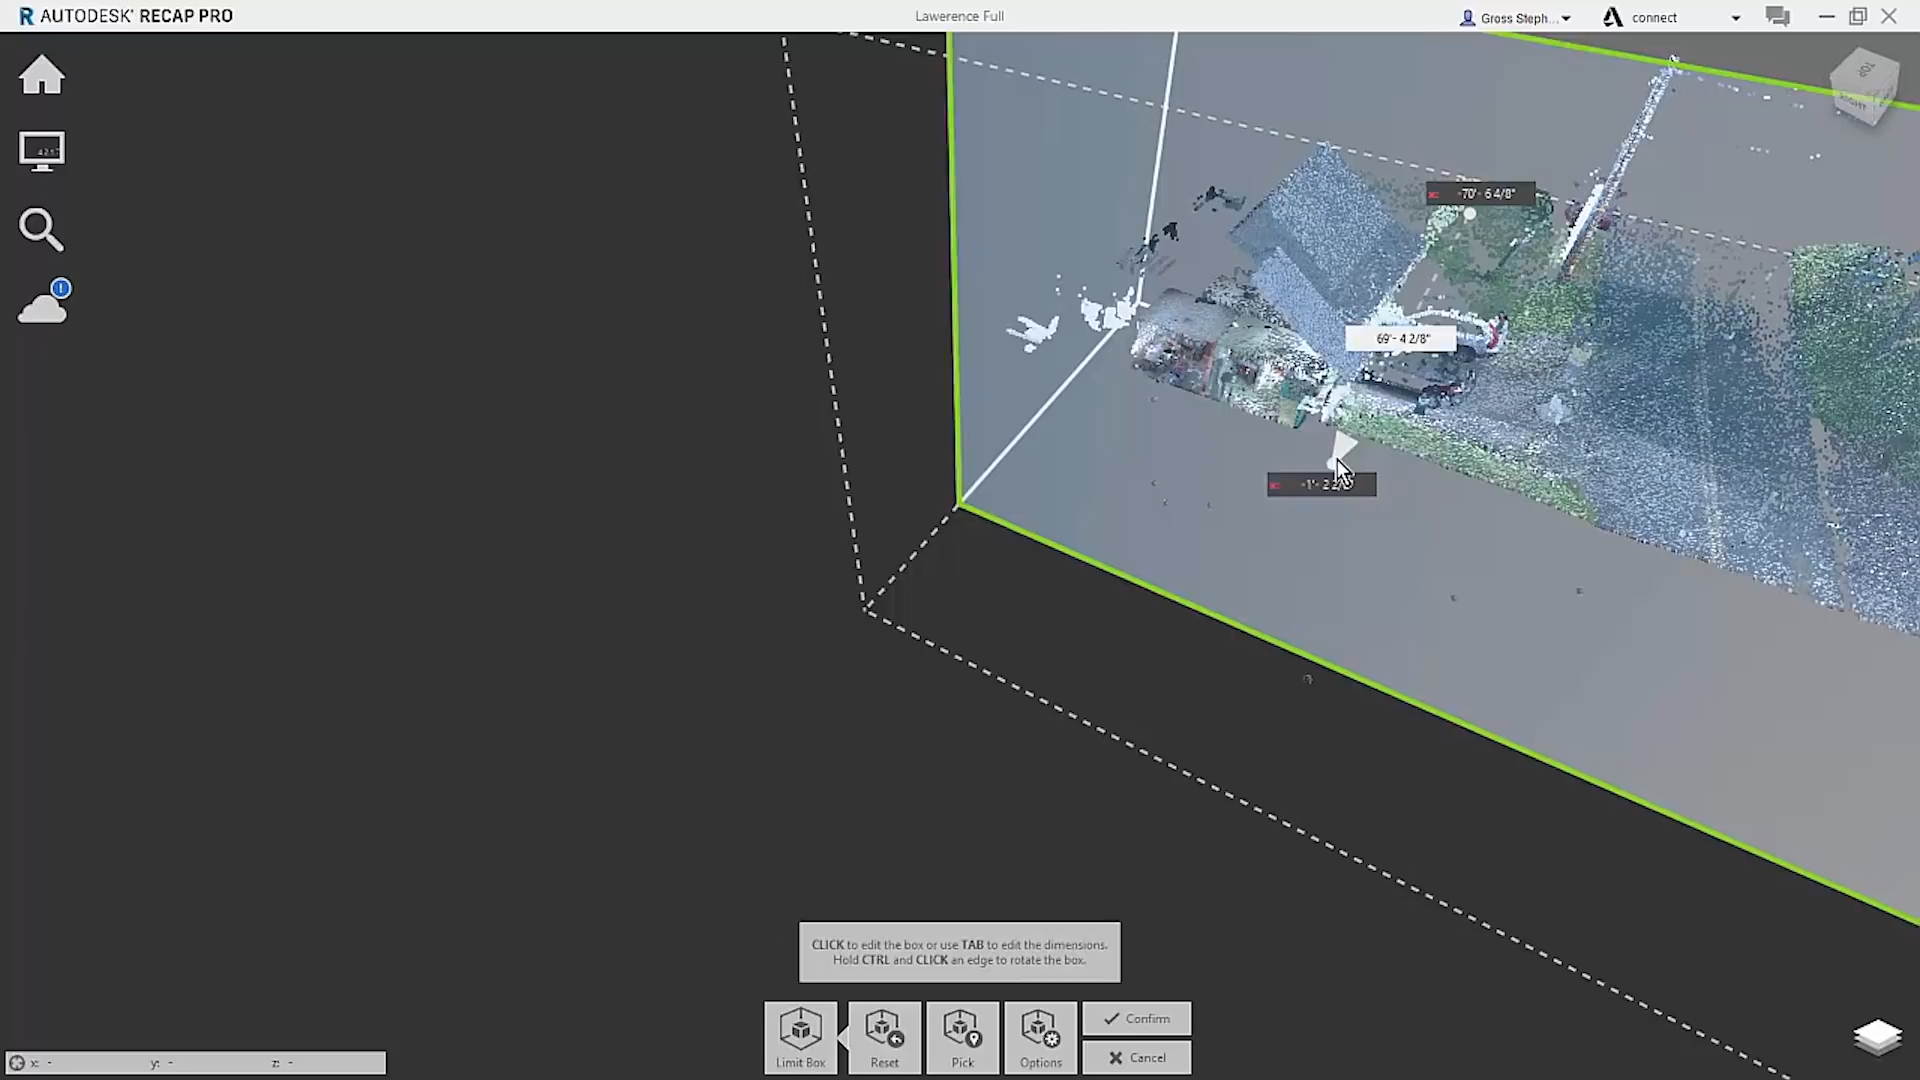 R AUTODESK® RECAP PRO
Lawerence Full
Gross Steph...
connect
TOP
RIGHT
-70'- 6 4/8"
69'- 4 2/8"
CLICK to edit the box or use TAB to edit the dimensions.
Hold CTRL and CLICK an edge to rotate the box.
Limit Box
Reset
Pick
Options
Confirm
Cancel
x: -
y: -
z: -